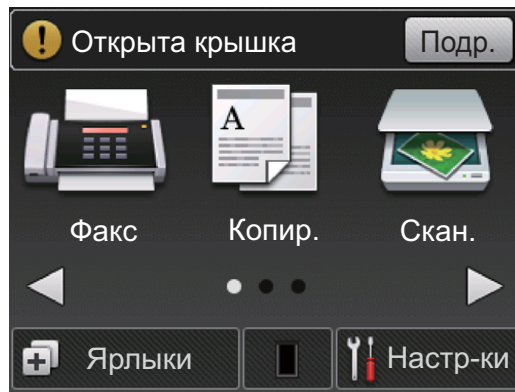 Открыта крышка Подр.
A
Факс Копир. Скан.
Ярлыки Настр-ки